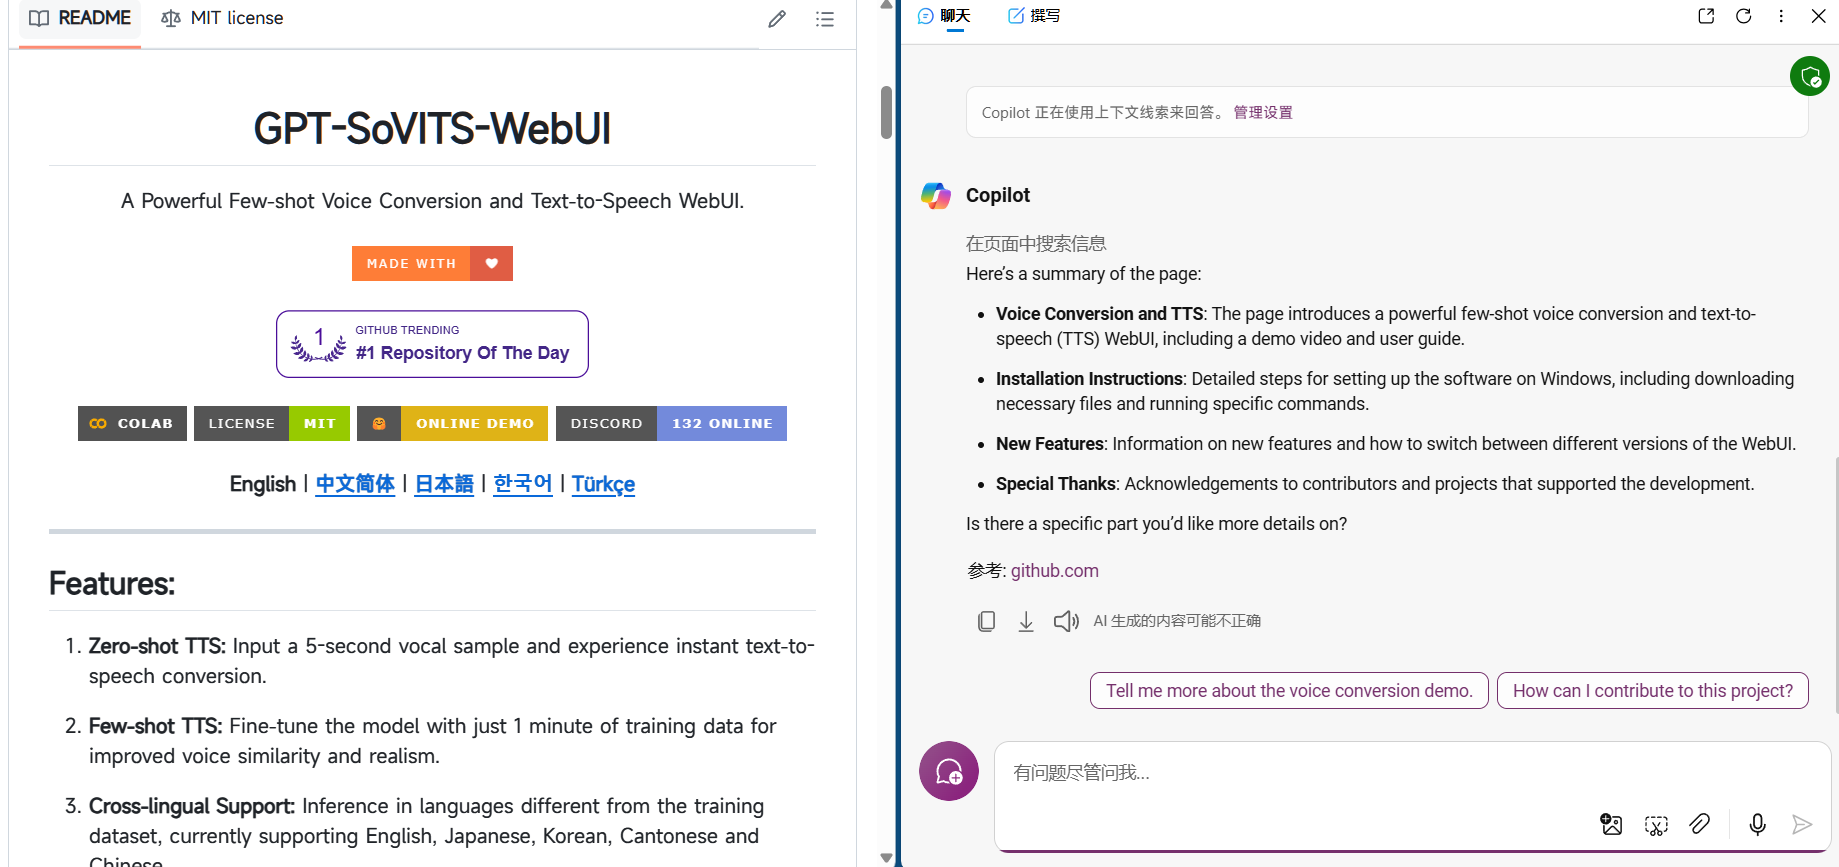 README
MIT license
GPT-SoVITS-WebUI
A Powerful Few-shot Voice Conversion and Text-to-Speech WebUI.
MADE WITH
1
GITHUB TRENDING
#1 Repository Of The Day
COLAB
LICENSE MIT
ONLINE DEMO
DISCORD 132 ONLINE
English | 中文简体 | 日本語 | 한국어 | Türkçe
Features:
1. Zero-shot TTS: Input a 5-second vocal sample and experience instant text-to-
speech conversion.
2. Few-shot TTS: Fine-tune the model with just 1 minute of training data for
improved voice similarity and realism.
3. Cross-lingual Support: Inference in languages different from the training
dataset, currently supporting English, Japanese, Korean, Cantonese and
Chinese.
聊天
撰写
Copilot 正在使用上下文线索来回答。 管理设置
Copilot
在页面中搜索信息
Here’s a summary of the page:
• Voice Conversion and TTS: The page introduces a powerful few-shot voice conversion and text-to-
speech (TTS) WebUI, including a demo video and user guide.
• Installation Instructions: Detailed steps for setting up the software on Windows, including downloading
necessary files and running specific commands.
• New Features: Information on new features and how to switch between different versions of the WebUI.
• Special Thanks: Acknowledgements to contributors and projects that supported the development.
Is there a specific part you’d like more details on?
参考: github.com
AI 生成的内容可能不正确
Tell me more about the voice conversion demo.
How can I contribute to this project?
有问题尽管问我...